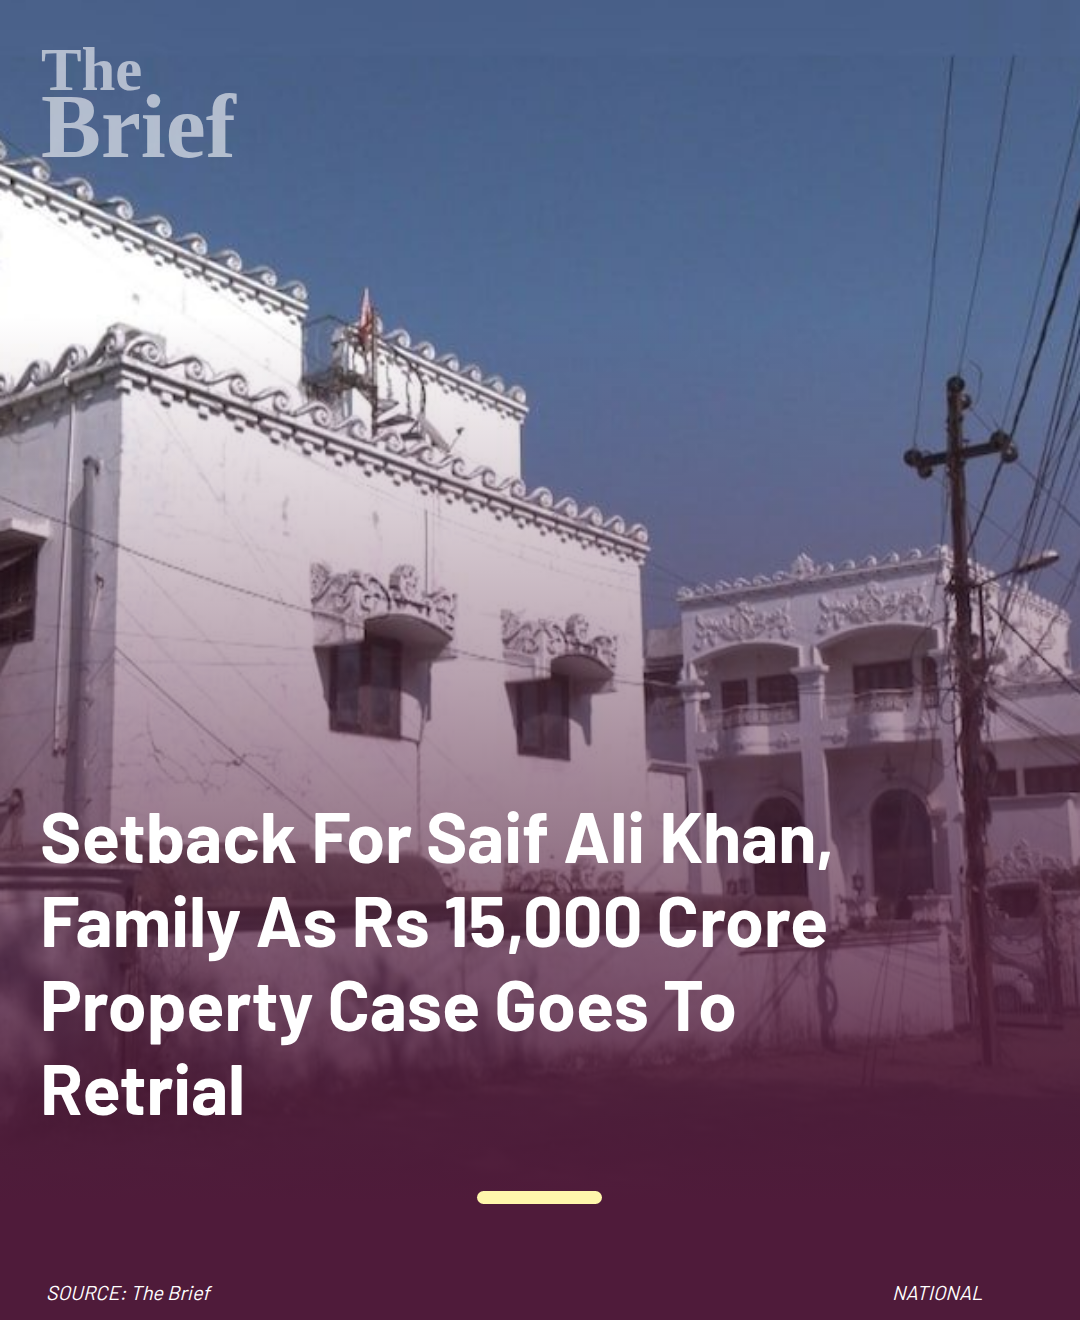 The
Brief
Setback For Saif Ali Khan,
Family As Rs 15,000 Crore
Property Case Goes To
Retrial
SOURCE: The Brief
NATIONAL